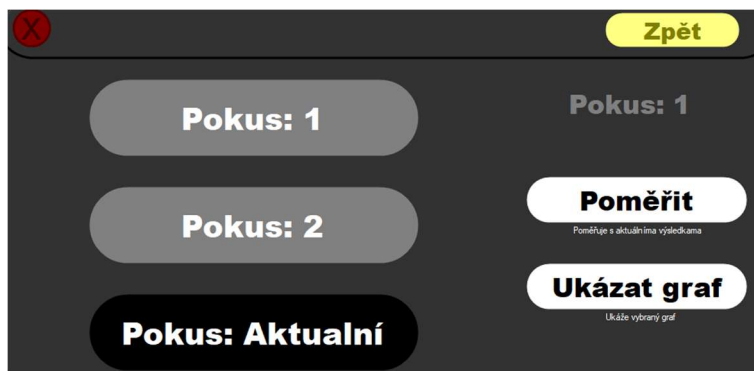 X
Zpět
Pokus: 1
Pokus: 1
Pokus: 2
Poměřit
Poměřuje s aktuálníma výsledkama
Ukázat graf
Ukáže vybraný graf
Pokus: Aktualní